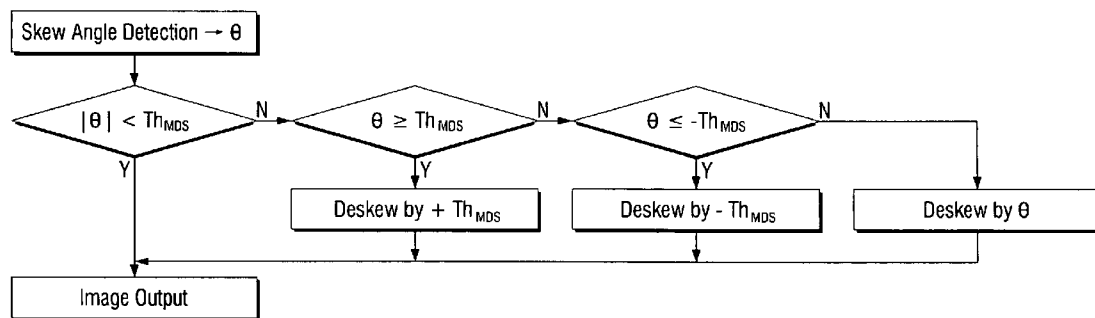 Skew Angle Detection → θ
|θ| < Th_MDS
N
θ ≥ Th_MDS
N
θ ≤ -Th_MDS
N
Y
Y
Y
Deskew by + Th_MDS
Deskew by - Th_MDS
Deskew by θ
Image Output